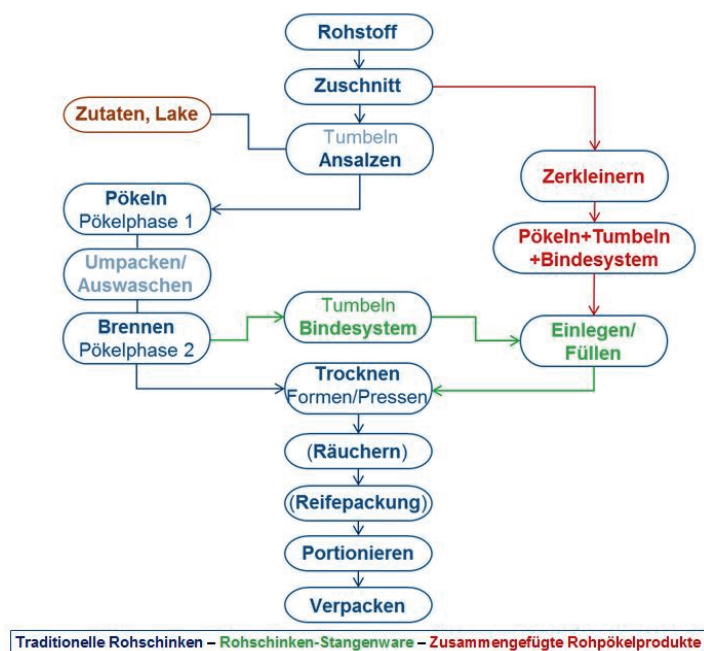 Rohstoff
Zuschnitt
Zutaten, Lake
Tumbeln
Ansalzen
Zerkleinern
Pökeln
Pökelphase 1
Pökeln+Tumbeln
+Bindesystem
Umpacken/
Auswaschen
Brennen
Pökelphase 2
Tumbeln
Bindesystem
Einlegen/
Füllen
Trocknen
Formen/Pressen
(Räuchern)
(Reifepackung)
Portionieren
Verpacken
Traditionelle Rohschinken – Rohschinken-Stangenware – Zusammengefügte Rohpökelprodukte